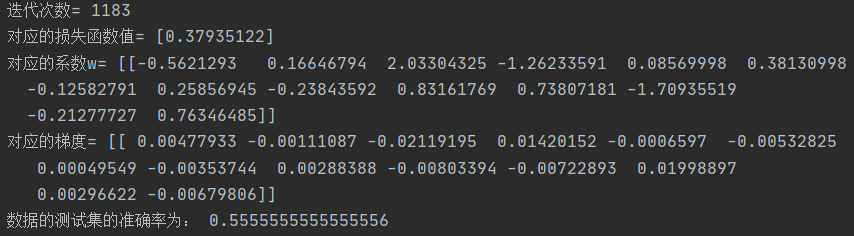 迭代次数= 1183
对应的损失函数值= [0.37935122]
对应的系数w= [[-0.5621293   0.16646794  2.03304325 -1.26233591  0.08569998  0.38130998
  -0.12582791  0.25856945 -0.23843592  0.83161769  0.73807181 -1.70935519
  -0.21277727  0.76346485]]
对应的梯度= [[ 0.00477933 -0.00111087 -0.02119195  0.01420152 -0.0006597  -0.00532825
   0.00049549 -0.00353744  0.00288388 -0.00803394 -0.00722893  0.01998897
   0.00296622 -0.00679806]]
数据的测试集的准确率为： 0.5555555555555556